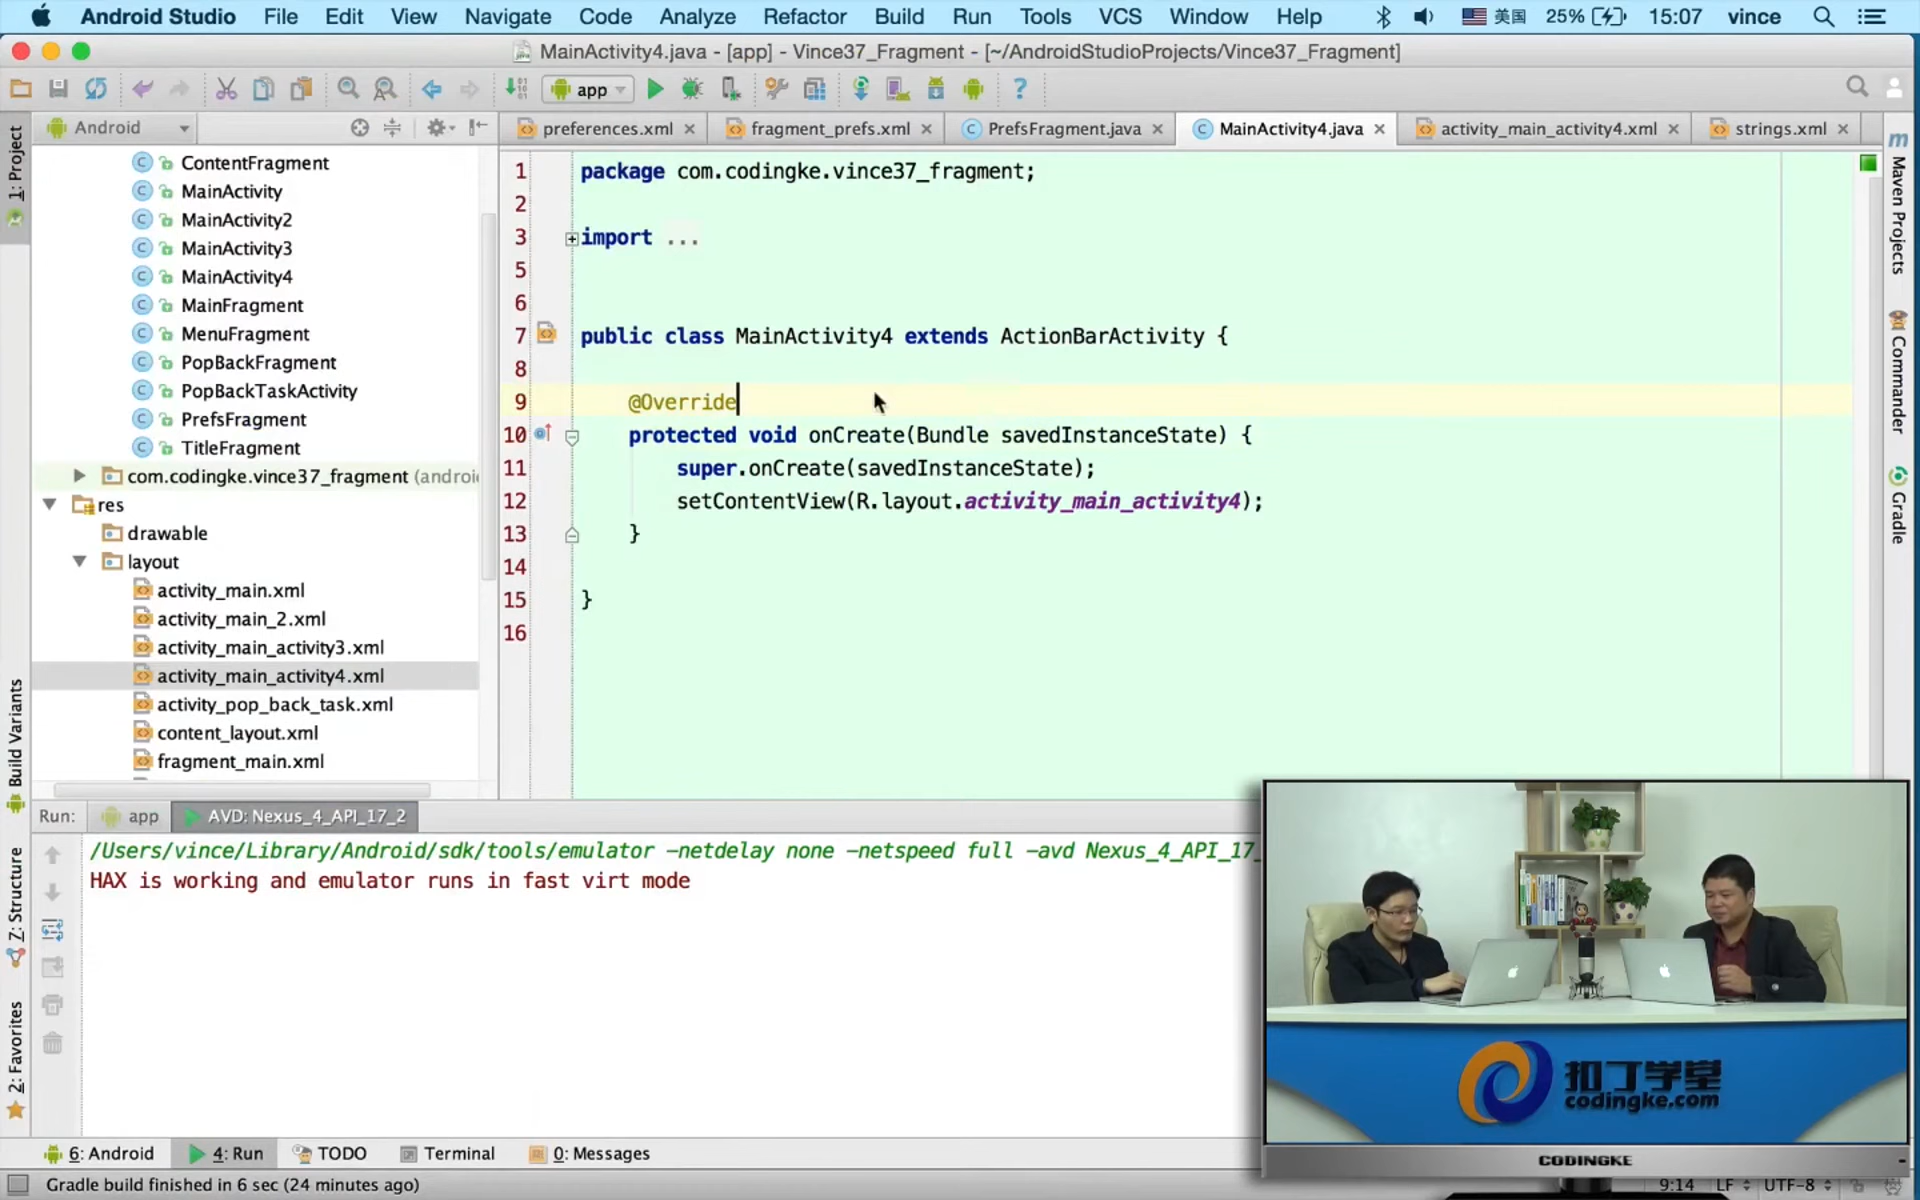 Android Studio File Edit View Navigate Code Analyze Refactor Build Run Tools VCS Window Help 美国 25% 15:07 vince
MainActivity4.java - [app] - Vince37_Fragment - [~/AndroidStudioProjects/Vince37_Fragment]
app
Android
preferences.xml fragment_prefs.xml PrefsFragment.java MainActivity4.java activity_main_activity4.xml strings.xml
1: Project
Build Variants
Z: Structure
2: Favorites
ContentFragment
MainActivity
MainActivity2
MainActivity3
MainActivity4
MainFragment
MenuFragment
PopBackFragment
PopBackTaskActivity
PrefsFragment
TitleFragment
com.codingke.vince37_fragment (androi
res
drawable
layout
activity_main.xml
activity_main_2.xml
activity_main_activity3.xml
activity_main_activity4.xml
activity_pop_back_task.xml
content_layout.xml
fragment_main.xml
1 package com.codingke.vince37_fragment;
2
3 import ...
5
6
7 public class MainActivity4 extends ActionBarActivity {
8
9 @Override
10 protected void onCreate(Bundle savedInstanceState) {
11 super.onCreate(savedInstanceState);
12 setContentView(R.layout.activity_main_activity4);
13 }
14
15 }
16
Maven Projects
Commander
Gradle
Run: app AVD: Nexus_4_API_17_2
/Users/vince/Library/Android/sdk/tools/emulator -netdelay none -netspeed full -avd Nexus_4_API_17_
HAX is working and emulator runs in fast virt mode
扣丁学堂
codingke.com
CODINGKE
6: Android 4: Run TODO Terminal 0: Messages
Gradle build finished in 6 sec (24 minutes ago) 9:14 LF UTF-8